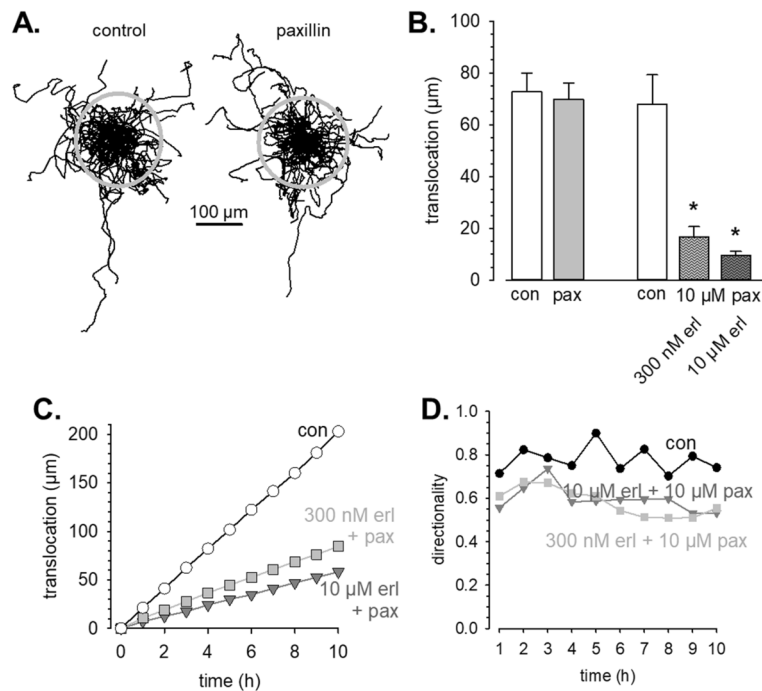 A.
control
paxillin
100 µm
B.
translocation (µm)
100
80
60
40
20
0
*
*
con
pax
con
10 µM pax
300 nM erl
10 µM erl
C.
translocation (µm)
200
150
100
50
0
con
300 nM erl
+ pax
10 µM erl
+ pax
0 2 4 6 8 10
time (h)
D.
directionality
1.0
0.8
0.6
0.4
0.2
0.0
con
10 µM erl + 10 µM pax
300 nM erl + 10 µM pax
1 2 3 4 5 6 7 8 9 10
time (h)